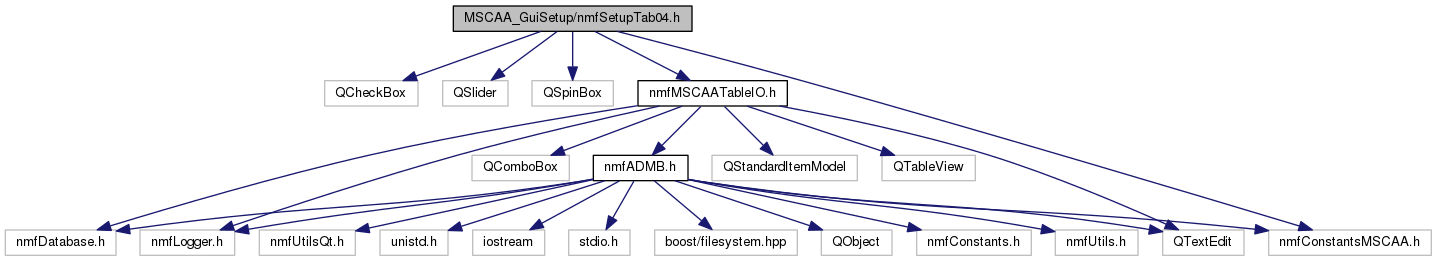 MSCAA_GuiSetup/nmfSetupTab04.h
QCheckBox
QSlider
QSpinBox
nmfMSCAATableIO.h
QComboBox
nmfADMB.h
QStandardItemModel
QTableView
nmfDatabase.h
nmfLogger.h
nmfUtilsQt.h
unistd.h
iostream
stdio.h
boost/filesystem.hpp
QObject
nmfConstants.h
nmfUtils.h
QTextEdit
nmfConstantsMSCAA.h